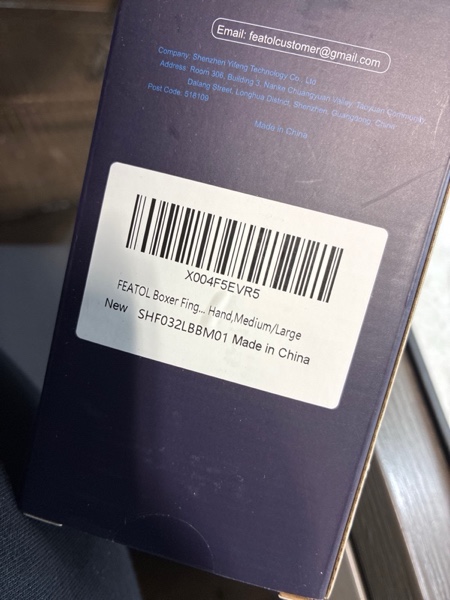 Email: featolcustomer@gmail.com
Company: Shenzhen Yifeng Technology Co., Ltd
Address: Room 306, Building 3, Nanke Chuangyuan Valley, Taoyuan Community,
Dalang Street, Longhua District, Shenzhen, Guangdong, China
Post Code: 518109
Made in China
X004F5EVR5
FEATOL Boxer Fing... Hand,Medium/Large
New SHF032LBBM01 Made in China